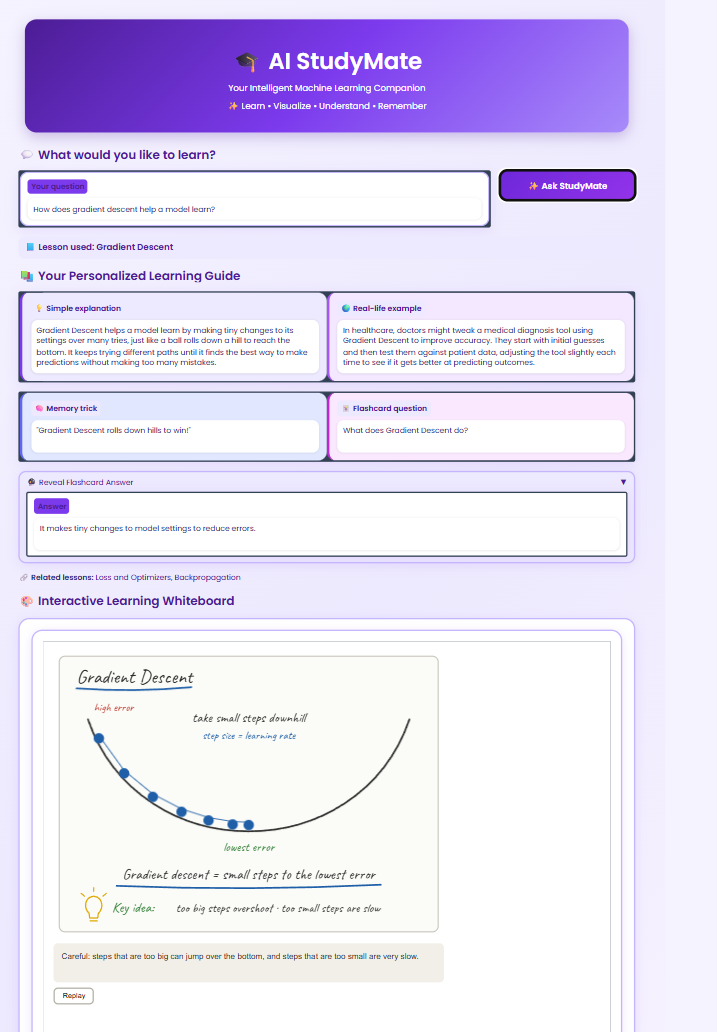 🎓 AI StudyMate
Your Intelligent Machine Learning Companion
✨ Learn • Visualize • Understand • Remember
💬 What would you like to learn?
Your question
How does gradient descent help a model learn?
✨ Ask StudyMate
📘 Lesson used: Gradient Descent
📚 Your Personalized Learning Guide
💡 Simple explanation
Gradient Descent helps a model learn by making tiny changes to its
settings over many tries, just like a ball rolls down a hill to reach the
bottom. It keeps trying different paths until it finds the best way to make
predictions without making too many mistakes.
🌍 Real-life example
In healthcare, doctors might tweak a medical diagnosis tool using
Gradient Descent to improve accuracy. They start with initial guesses
and then test them against patient data, adjusting the tool slightly each
time to see if it gets better at predicting outcomes.
🧠 Memory trick
"Gradient Descent rolls down hills to win!"
🃏 Flashcard question
What does Gradient Descent do?
Reveal Flashcard Answer ▼
Answer
It makes tiny changes to model settings to reduce errors.
🔗 Related lessons: Loss and Optimizers, Backpropagation
🎨 Interactive Learning Whiteboard
Gradient Descent
high error
take small steps downhill
step size = learning rate
lowest error
Gradient descent = small steps to the lowest error
Key idea: too big steps overshoot · too small steps are slow
Careful: steps that are too big can jump over the bottom, and steps that are too small are very slow.
Replay